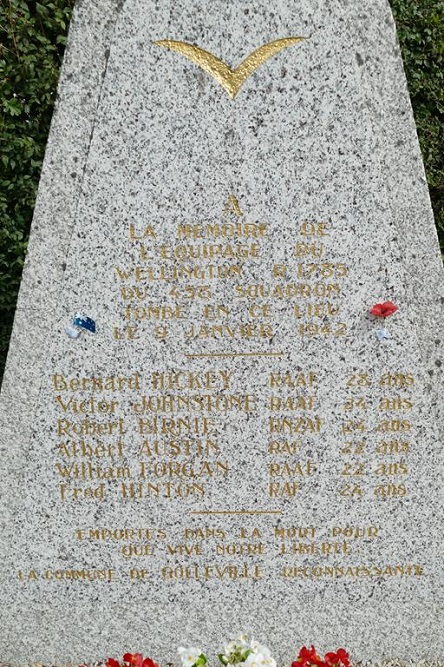 A
LA MEMOIRE DE
L'EQUIPAGE DU
WELLINGTON R 1785
DU 458 SQUADRON
TOMBE EN CE LIEU
LE 9 JANVIER 1942
Bernard HICKEY RAAF 28 ans
Victor JOHNSTONE RAAF 24 ans
Robert BIRNIE RNZAF 24 ans
Albert AUSTIN RAF 22 ans
William FORGAN RAAF 22 ans
Fred HINTON RAF 24 ans
EMPORTES DANS LA MORT POUR
QUE VIVE NOTRE LIBERTE
LA COMMUNE DE ROLLEVILLE RECONNAISSANTE